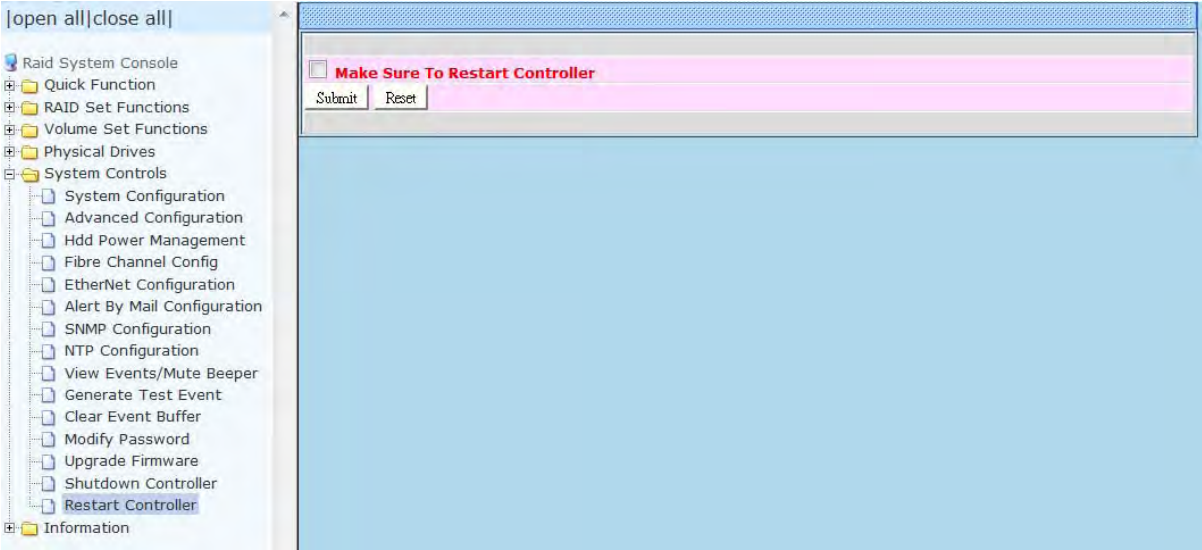 |open all|close all|
Raid System Console
Quick Function
RAID Set Functions
Volume Set Functions
Physical Drives
System Controls
System Configuration
Advanced Configuration
Hdd Power Management
Fibre Channel Config
EtherNet Configuration
Alert By Mail Configuration
SNMP Configuration
NTP Configuration
View Events/Mute Beeper
Generate Test Event
Clear Event Buffer
Modify Password
Upgrade Firmware
Shutdown Controller
Restart Controller
Information
Make Sure To Restart Controller
Submit Reset